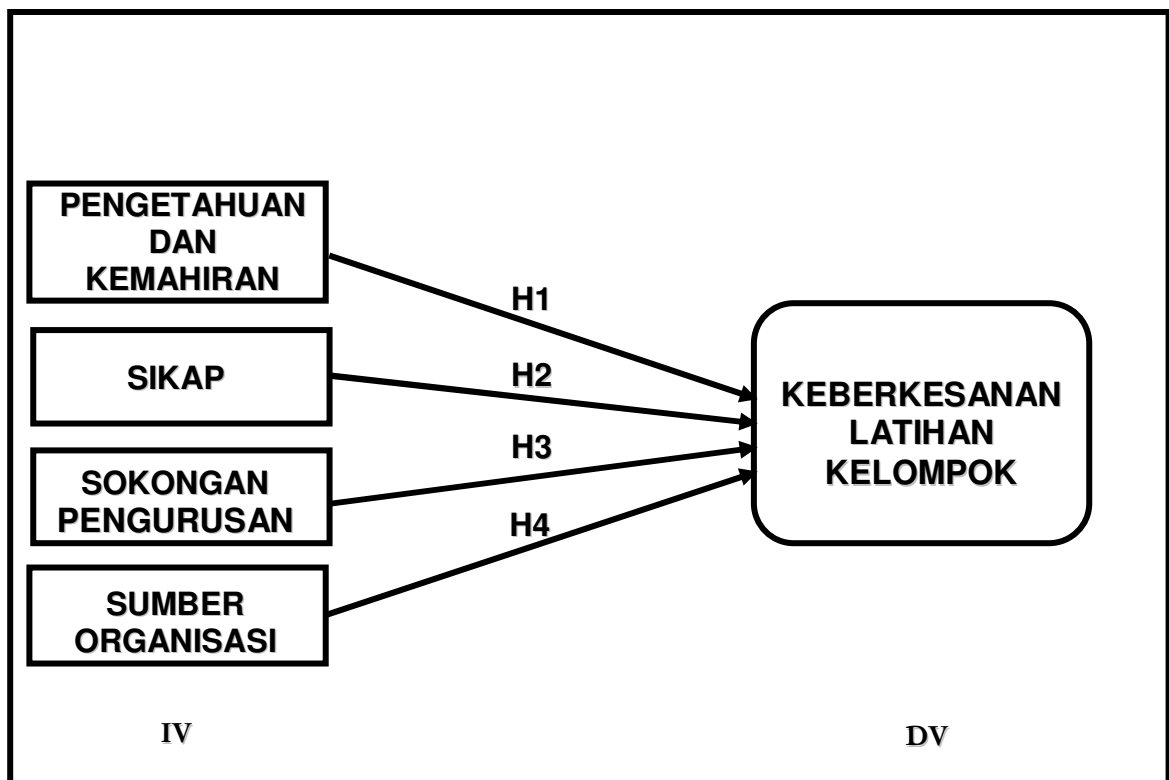 PENGETAHUAN
DAN
KEMAHIRAN
H1
SIKAP
H2
SOKONGAN
PENGURUSAN
H3
SUMBER
ORGANISASI
H4
KEBERKESANAN
LATIHAN
KELOMPOK
IV
DV